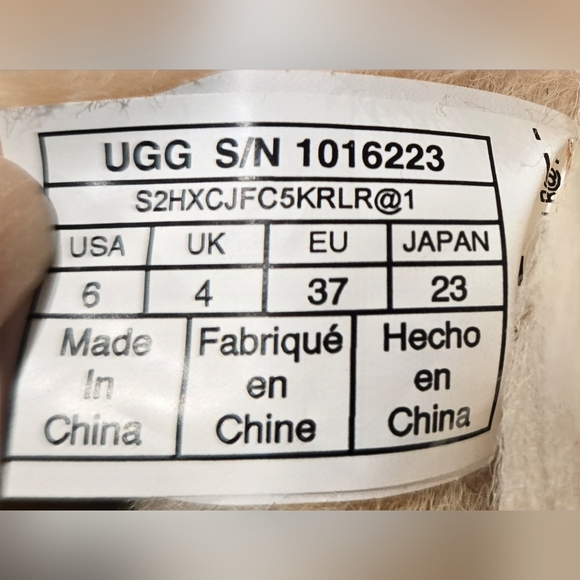 UGG S/N 1016223
S2HXCJFC5KRLR@1
USA UK EU JAPAN
6 4 37 23
Made In China
Fabriqué en Chine
Hecho en China